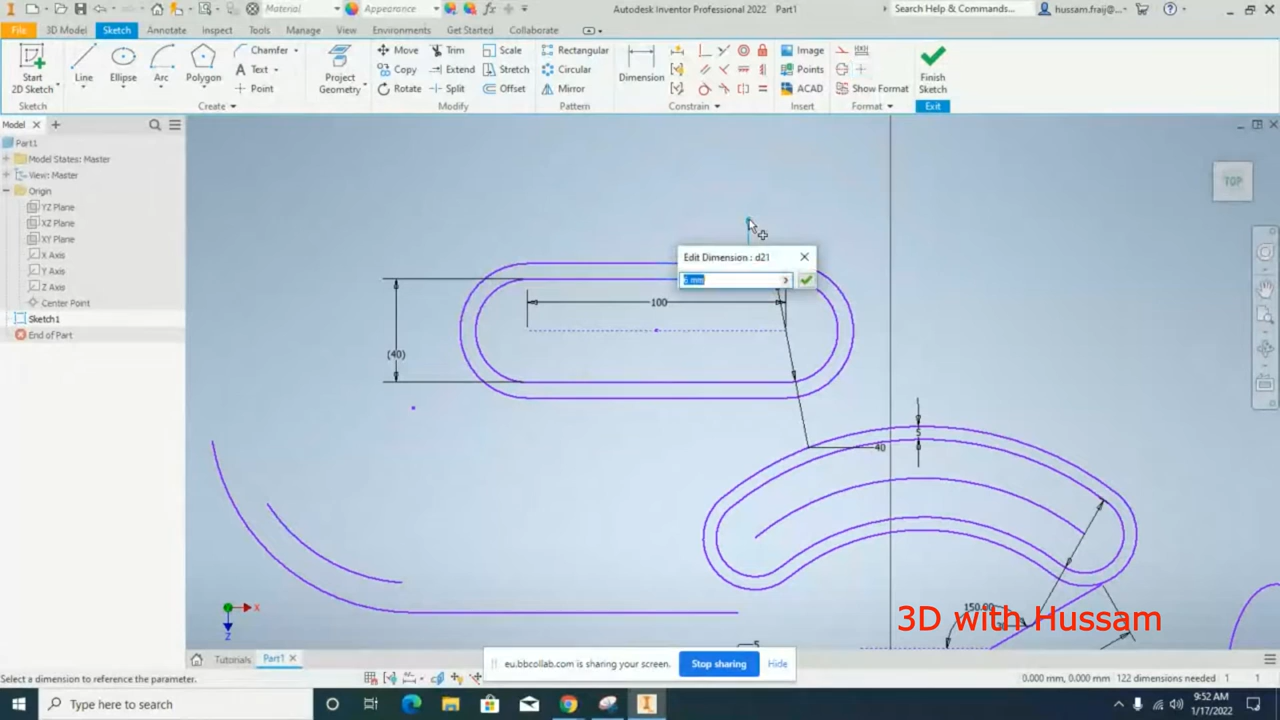 Material
Appearance
Autodesk Inventor Professional 2022 Part1
Search Help & Commands...
hussam.fraij@...
File
3D Model
Sketch
Annotate
Inspect
Tools
Manage
View
Environments
Get Started
Collaborate
Start
2D Sketch
Line
Ellipse
Arc
Polygon
Chamfer
Text
Point
Project
Geometry
Move
Trim
Scale
Copy
Extend
Stretch
Rotate
Split
Offset
Rectangular
Circular
Mirror
Dimension
Image
Points
ACAD
Show Format
Finish
Sketch
Sketch
Create
Modify
Pattern
Constrain
Insert
Format
Exit
Model
Part1
Model States: Master
View: Master
Origin
YZ Plane
XZ Plane
XY Plane
X Axis
Y Axis
Z Axis
Center Point
Sketch1
End of Part
TOP
Edit Dimension : d21
5 mm
100
(40)
5
40
150.00
5
X
Z
3D with Hussam
Tutorials
Part1
eu.bbcollab.com is sharing your screen.
Stop sharing
Hide
Select a dimension to reference the parameter.
0.000 mm, 0.000 mm
122 dimensions needed
1
1
Type here to search
9:52 AM
1/17/2022